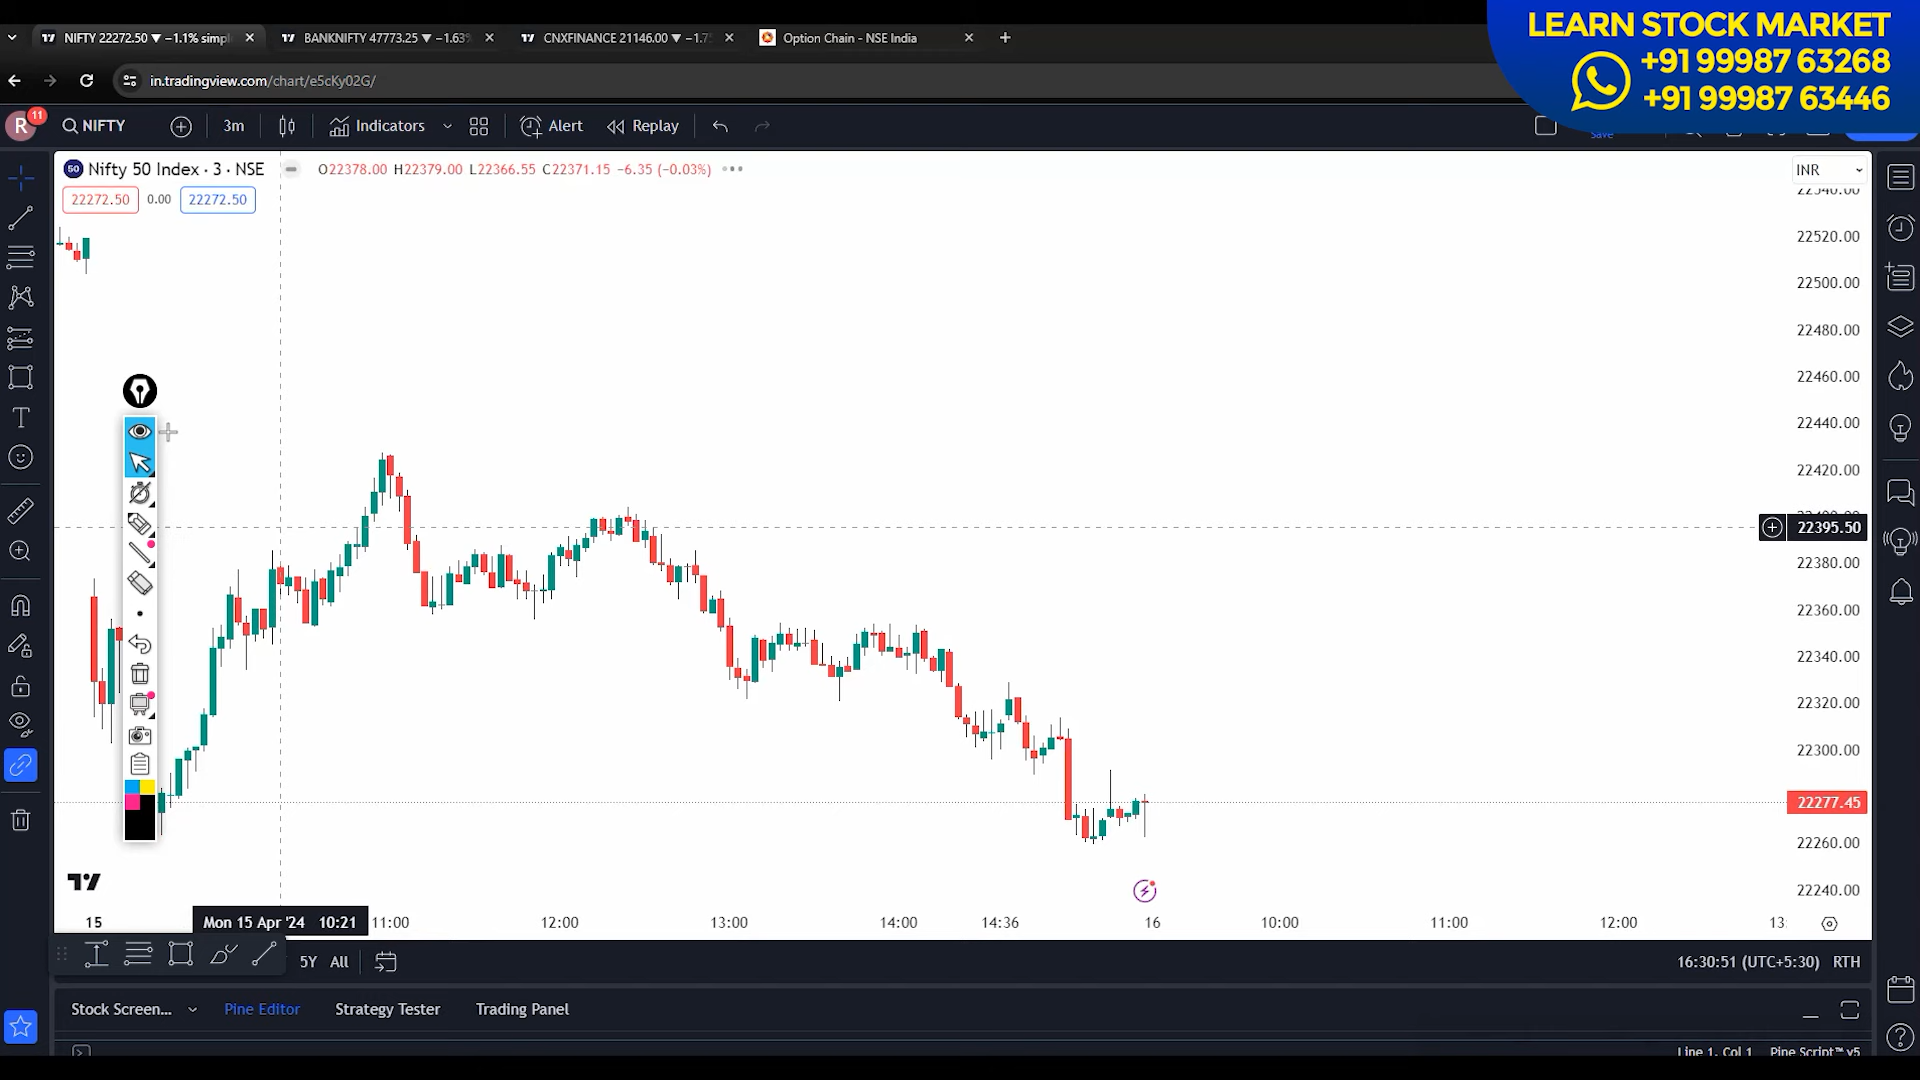 NIFTY 22272.50 ▼ −1.1% simpl
BANKNIFTY 47773.25 ▼ −1.63%
CNXFINANCE 21146.00 ▼ −1.7
Option Chain - NSE India
LEARN STOCK MARKET
+91 99987 63268
+91 99987 63446
in.tradingview.com/chart/e5cKy02G/
R
11
NIFTY
3m
Indicators
Alert
Replay
Save
50
Nifty 50 Index · 3 · NSE
O22378.00 H22379.00 L22366.55 C22371.15 −6.35 (−0.03%)
INR
22272.50
0.00
22272.50
22540.00
22520.00
22500.00
22480.00
22460.00
22440.00
22420.00
22400.00
22395.50
22380.00
22360.00
22340.00
22320.00
22300.00
22277.45
22260.00
22240.00
15
Mon 15 Apr '24 10:21
11:00
12:00
13:00
14:00
14:36
16
10:00
11:00
12:00
13:
5Y
All
16:30:51 (UTC+5:30)
RTH
Stock Screen...
Pine Editor
Strategy Tester
Trading Panel
Line 1, Col 1
Pine Script™ v5